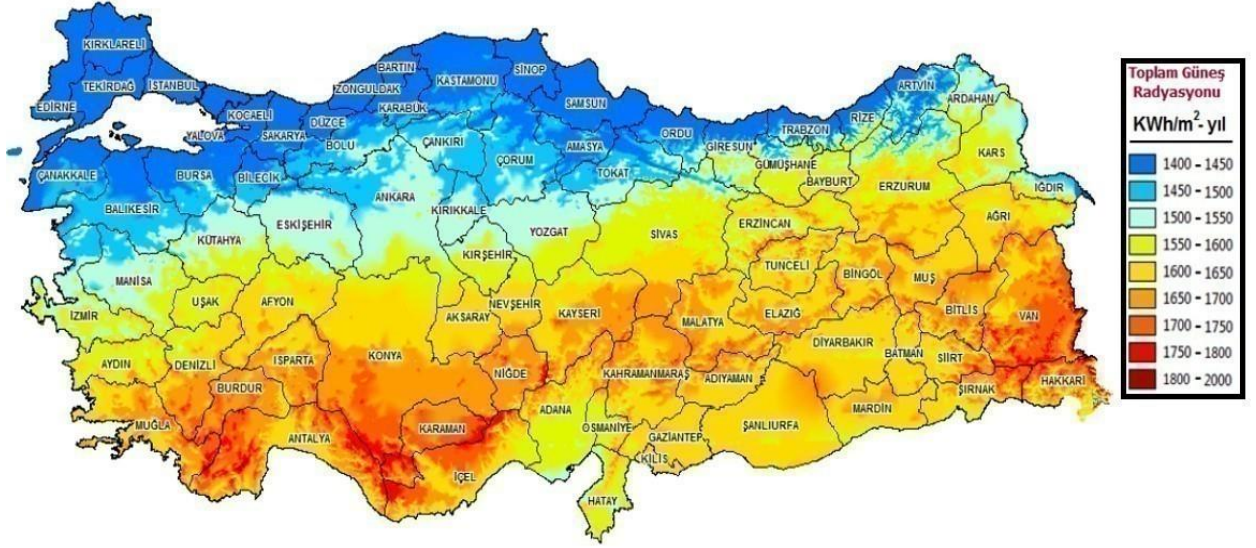 KIRKLARELİ
TEKİRDAĞ
İSTANBUL
EDİRNE
KOCAELİ
YALOVA
SAKARYA
DÜZCE
BOLU
ZONGULDAK
BARTIN
KARABÜK
KASTAMONU
SİNOP
SAMSUN
ÇANKIRI
ÇORUM
AMASYA
TOKAT
ORDU
GİRESUN
TRABZON
RİZE
ARTVİN
ARDAHAN
GÜMÜŞHANE
BAYBURT
ERZURUM
KARS
IĞDIR
AĞRI
ÇANAKKALE
BURSA
BİLECİK
BALIKESİR
KÜTAHYA
ESKİŞEHİR
ANKARA
KIRIKKALE
YOZGAT
SİVAS
ERZİNCAN
KIRŞEHİR
MANİSA
İZMİR
UŞAK
AFYON
AKSARAY
NEVŞEHİR
KAYSERİ
MALATYA
TUNCELİ
ELAZIĞ
BİNGÖL
MUŞ
BİTLİS
VAN
AYDIN
DENİZLİ
ISPARTA
BURDUR
KONYA
NİĞDE
KAHRAMANMARAŞ
ADIYAMAN
DİYARBAKIR
BATMAN
SİİRT
ŞIRNAK
HAKKARİ
MUĞLA
ANTALYA
KARAMAN
İÇEL
ADANA
OSMANİYE
GAZİANTEP
KİLİS
ŞANLIURFA
MARDİN
HATAY
Toplam Güneş
Radyasyonu
KWh/m²- yıl
1400 - 1450
1450 - 1500
1500 - 1550
1550 - 1600
1600 - 1650
1650 - 1700
1700 - 1750
1750 - 1800
1800 - 2000